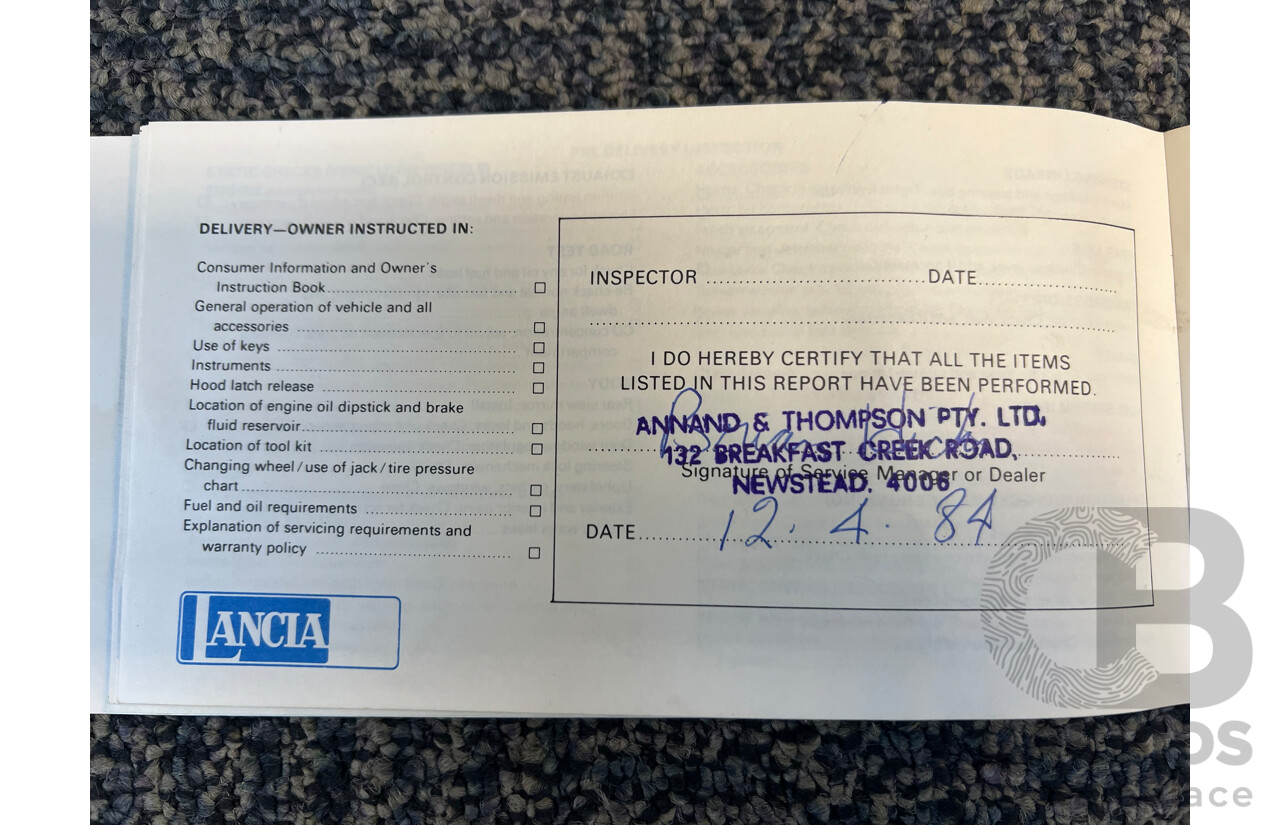 DELIVERY—OWNER INSTRUCTED IN:
Consumer Information and Owner's
Instruction Book
General operation of vehicle and all
accessories
Use of keys
Instruments
Hood latch release
Location of engine oil dipstick and brake
fluid reservoir
Location of tool kit
Changing wheel/use of jack/tire pressure
chart
Fuel and oil requirements
Explanation of servicing requirements and
warranty policy
LANCIA
INSPECTOR DATE
I DO HEREBY CERTIFY THAT ALL THE ITEMS
LISTED IN THIS REPORT HAVE BEEN PERFORMED.
ANNAND & THOMPSON PTY. LTD.
132 BREAKFAST CREEK ROAD,
Signature of Service Manager or Dealer
NEWSTEAD. 4006
DATE 12. 4. 84